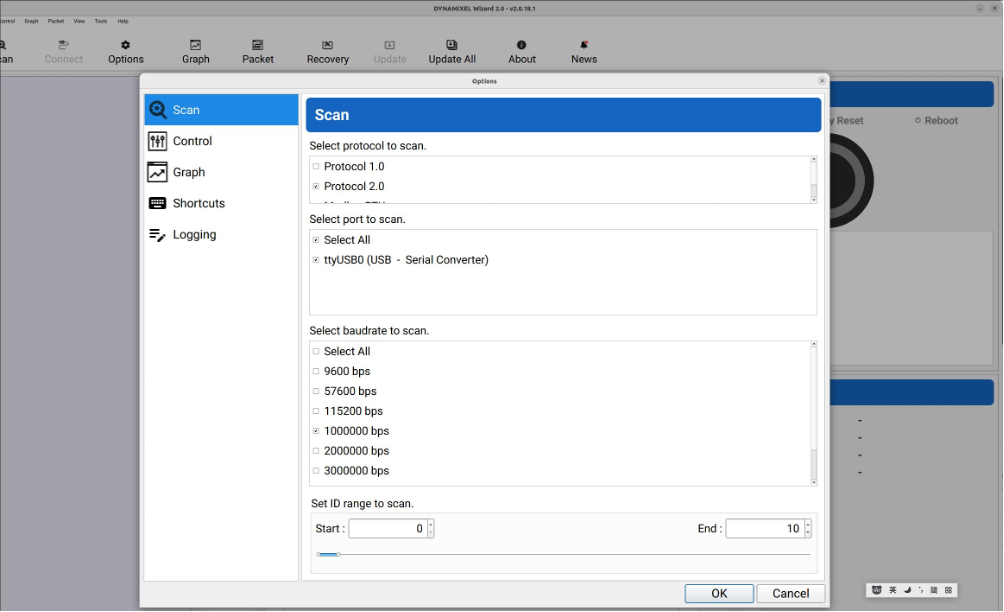 DYNAMIXEL Wizard 2.0 - v2.0.18.1
Graph Packet View Tools Help
Connect Options Graph Packet Recovery Update Update All About News
Options
Scan
Control
Graph
Shortcuts
Logging
Scan
Select protocol to scan.
Protocol 1.0
Protocol 2.0
Select port to scan.
Select All
ttyUSB0 (USB - Serial Converter)
Select baudrate to scan.
Select All
9600 bps
57600 bps
115200 bps
1000000 bps
2000000 bps
3000000 bps
Set ID range to scan.
Start : 0 End : 10
OK Cancel
Reset Reboot
-
-
-
-
英 简